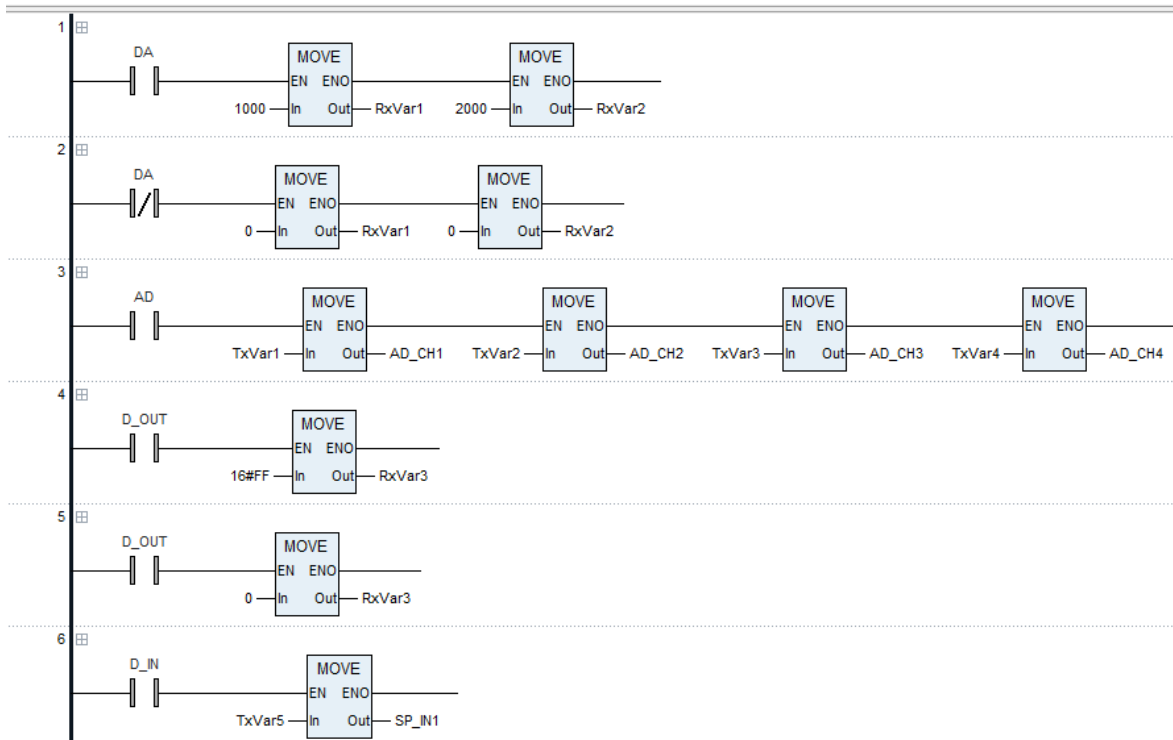 1
DA
MOVE MOVE
EN ENO EN ENO
1000 In Out RxVar1 2000 In Out RxVar2
2
DA
MOVE MOVE
EN ENO EN ENO
0 In Out RxVar1 0 In Out RxVar2
3
AD
MOVE MOVE MOVE MOVE
EN ENO EN ENO EN ENO EN ENO
TxVar1 In Out AD_CH1 TxVar2 In Out AD_CH2 TxVar3 In Out AD_CH3 TxVar4 In Out AD_CH4
4
D_OUT
MOVE
EN ENO
16#FF In Out RxVar3
5
D_OUT
MOVE
EN ENO
0 In Out RxVar3
6
D_IN
MOVE
EN ENO
TxVar5 In Out SP_IN1